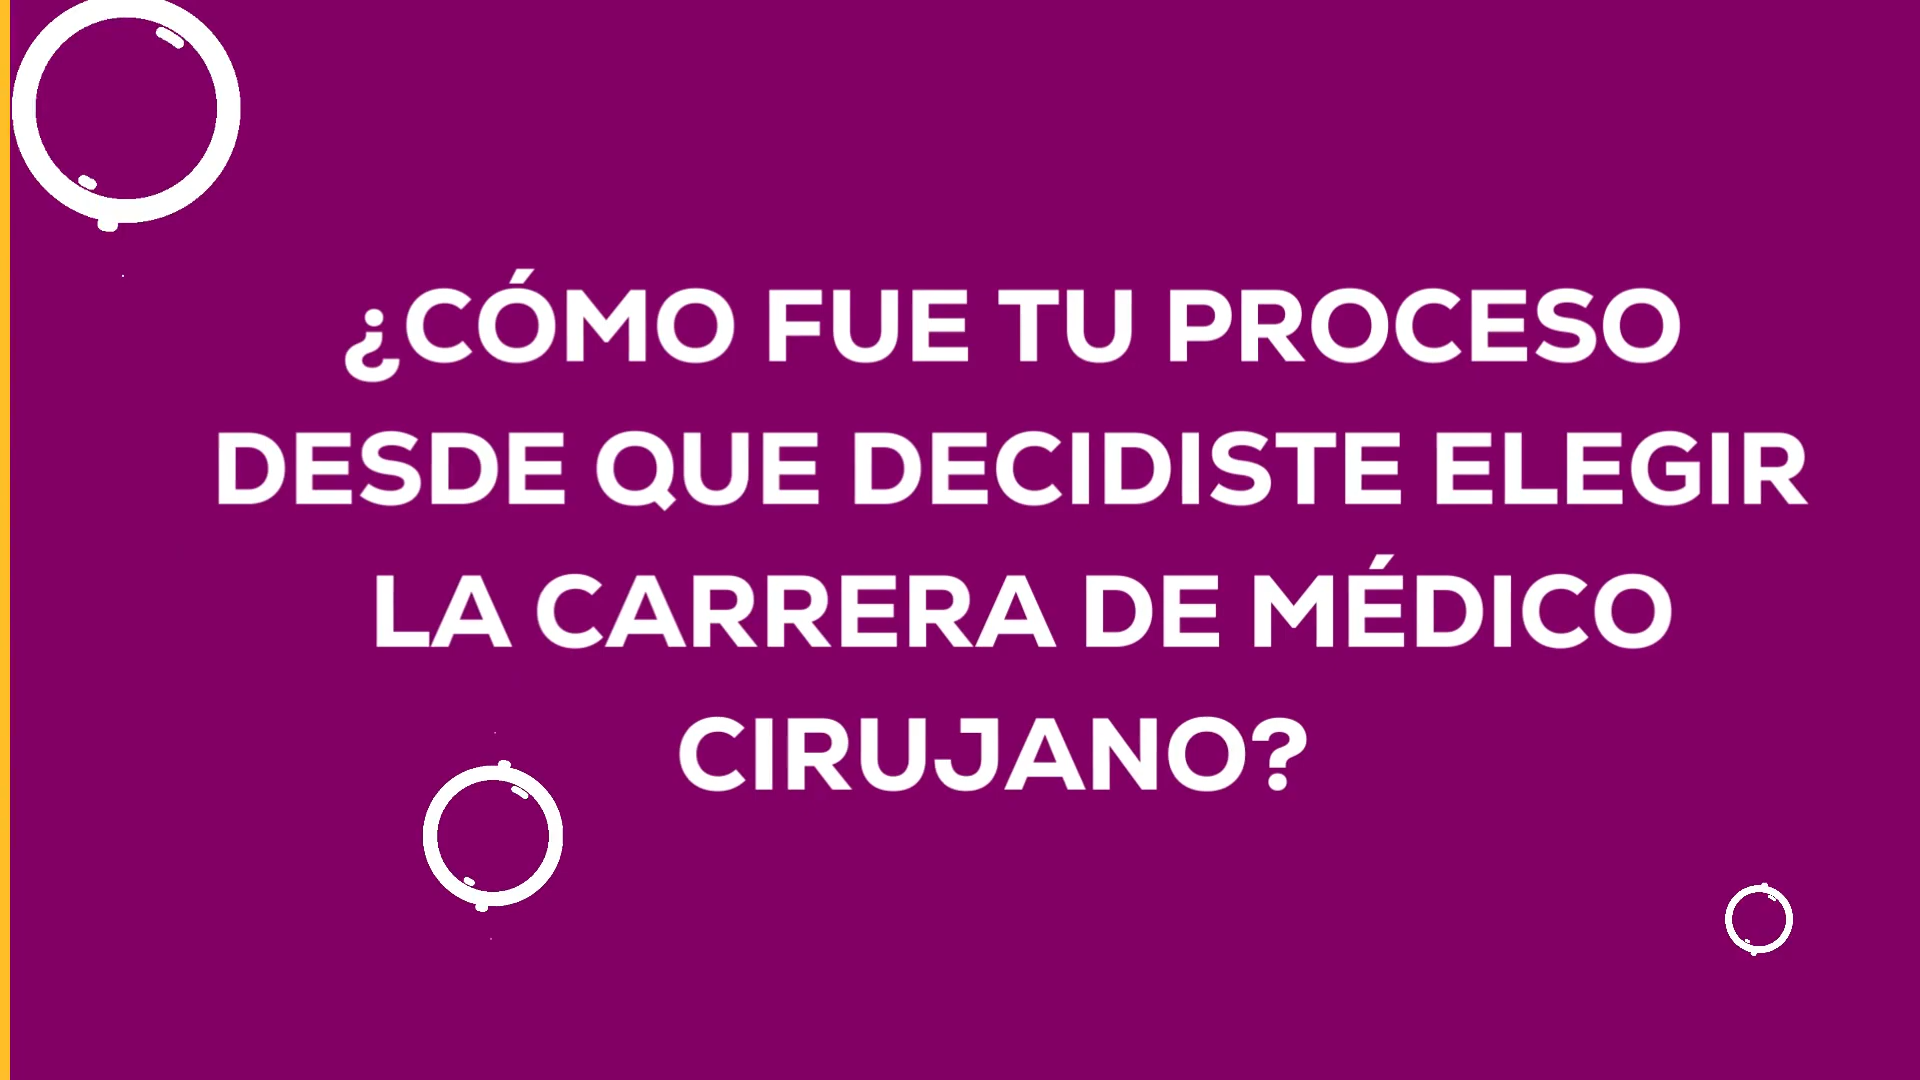 ¿CÓMO FUE TU PROCESO
DESDE QUE DECIDISTE ELEGIR
LA CARRERA DE MÉDICO
CIRUJANO?